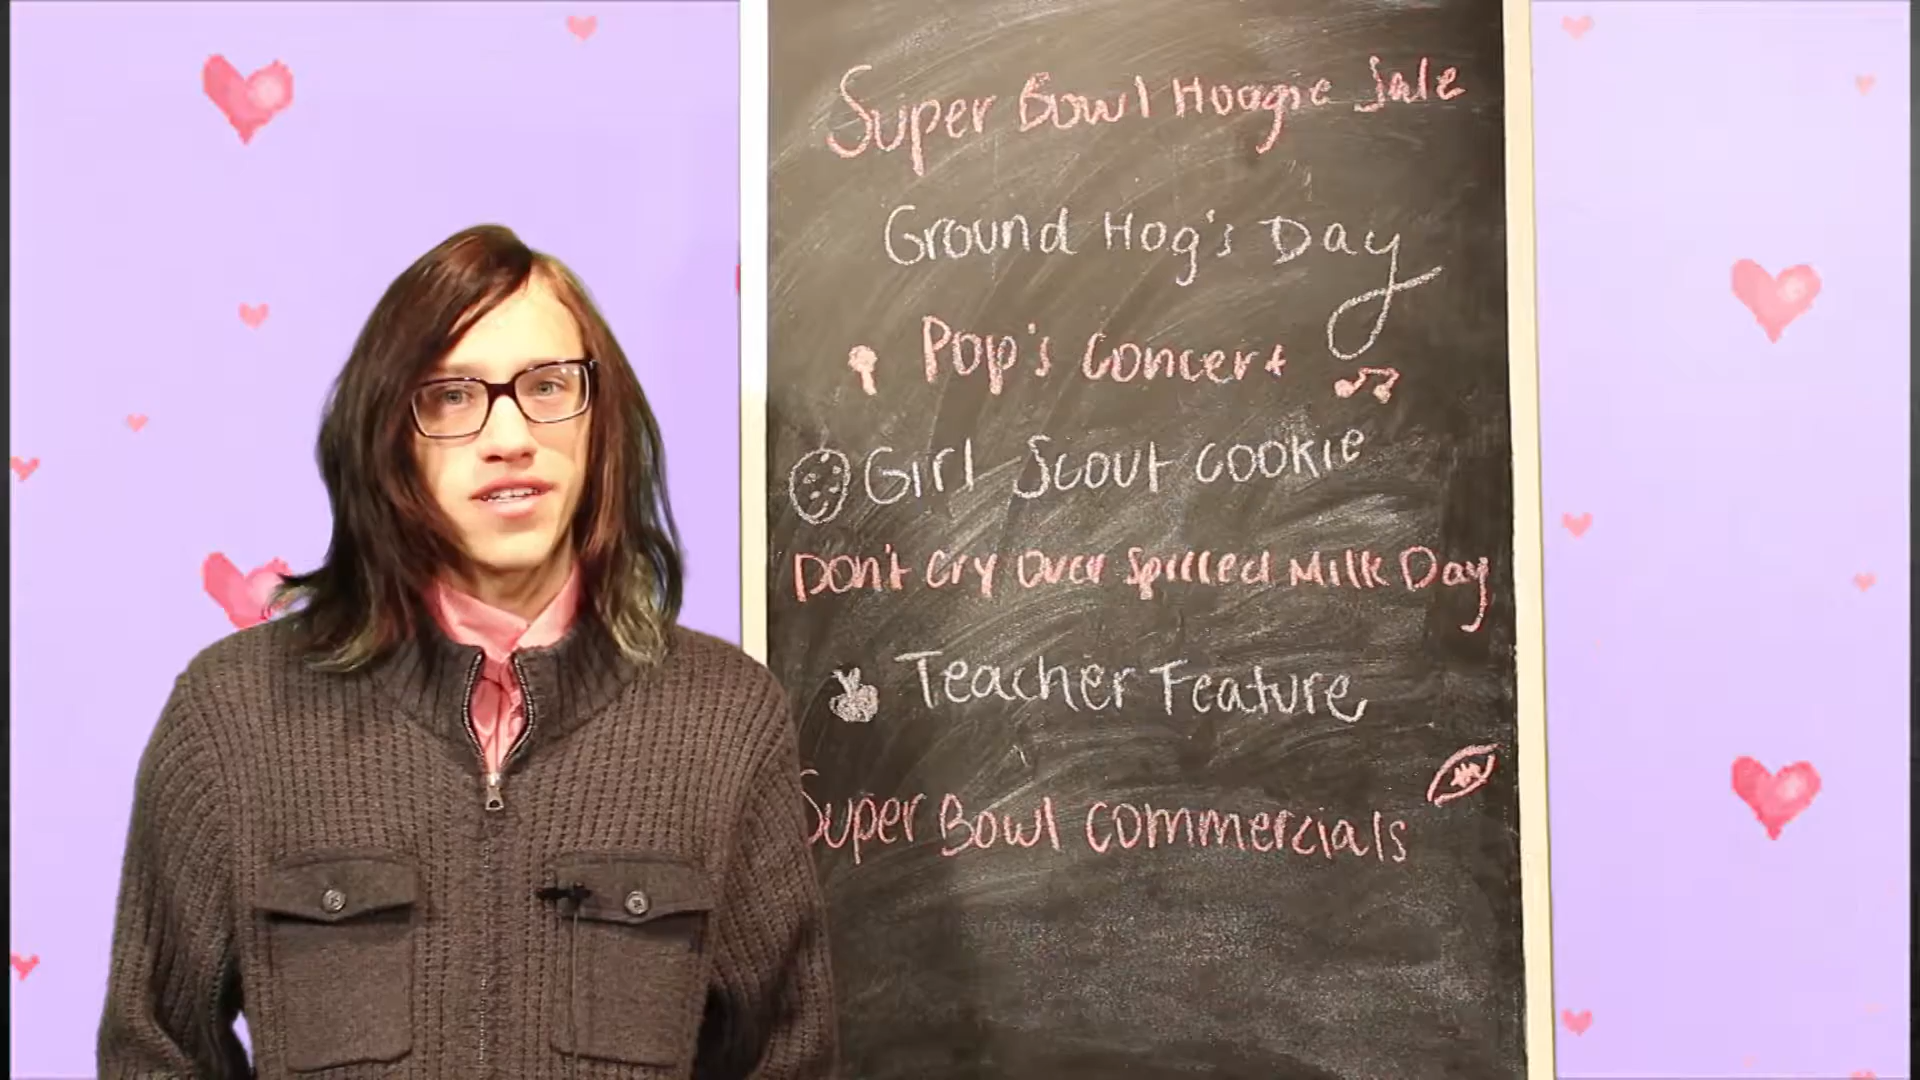 Super Bowl Hoagie Sale
Ground Hog's Day
Pop's Concert
Girl Scout Cookie
Don't Cry Over Spilled Milk Day
Teacher Feature
Super Bowl Commercials